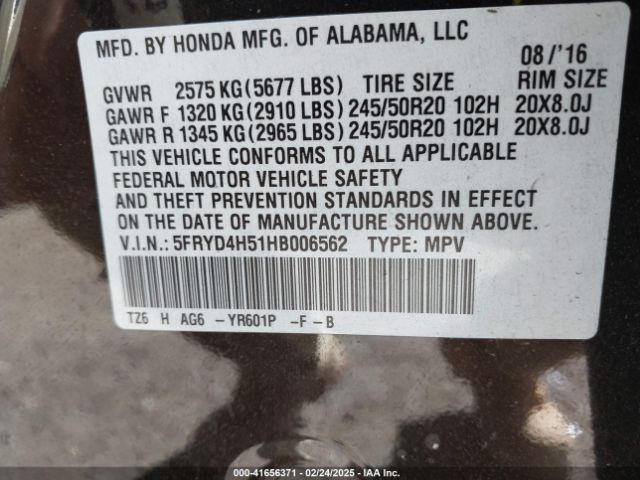 MFD. BY HONDA MFG. OF ALABAMA, LLC
08/'16
GVWR 2575 KG(5677 LBS) TIRE SIZE RIM SIZE
GAWR F 1320 KG(2910 LBS) 245/50R20 102H 20X8.0J
GAWR R 1345 KG(2965 LBS) 245/50R20 102H 20X8.0J
THIS VEHICLE CONFORMS TO ALL APPLICABLE
FEDERAL MOTOR VEHICLE SAFETY
AND THEFT PREVENTION STANDARDS IN EFFECT
ON THE DATE OF MANUFACTURE SHOWN ABOVE.
V.I.N.: 5FRYD4H51HB006562 TYPE: MPV
TZ6 H AG6 -YR601P -F-B
000-41656371 - 02/24/2025 - IAA Inc.